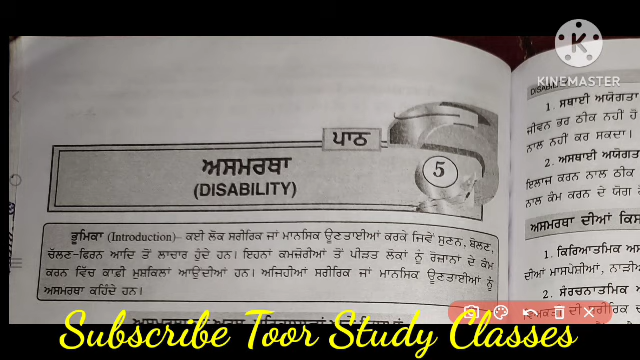 KINEMASTER
ਪਾਠ
5
ਅਸਮਰਥਾ
(DISABILITY)
ਭੂਮਿਕਾ (Introduction)– ਕਈ ਲੋਕ ਸਰੀਰਿਕ ਜਾਂ ਮਾਨਸਿਕ ਊਣਤਾਈਆਂ ਕਰਕੇ ਜਿਵੇਂ ਸੁਣਨ, ਬੋਲਣ,
ਚੱਲਣ-ਫਿਰਨ ਆਦਿ ਤੋਂ ਲਾਚਾਰ ਹੁੰਦੇ ਹਨ। ਇਹਨਾਂ ਕਮਜ਼ੋਰੀਆਂ ਤੋਂ ਪੀੜਤ ਲੋਕਾਂ ਨੂੰ ਰੋਜ਼ਾਨਾ ਦੇ ਕੰਮ
ਕਰਨ ਵਿੱਚ ਕਾਫ਼ੀ ਮੁਸ਼ਕਿਲਾਂ ਆਉਂਦੀਆਂ ਹਨ। ਅਜਿਹੀਆਂ ਸਰੀਰਿਕ ਜਾਂ ਮਾਨਸਿਕ ਊਣਤਾਈਆਂ ਨੂੰ
ਅਸਮਰਥਾ ਕਹਿੰਦੇ ਹਨ।
1. ਸਥਾਈ ਅਯੋਗਤਾ
ਜੀਵਨ ਭਰ ਠੀਕ ਨਹੀਂ ਹੋ
ਨਾਲ ਨਹੀਂ ਕਰ ਸਕਦਾ।
2. ਅਸਥਾਈ ਅਯੋਗਤਾ
ਇਲਾਜ ਕਰਨ ਨਾਲ ਠੀਕ
ਨਾਲ ਕੰਮ ਕਰਨ ਦੇ ਯੋਗ
ਅਸਮਰਥਾ ਦੀਆਂ ਕਿਸ
1. ਕਿਰਿਆਤਮਿਕ ਅਸ
ਦੀਆਂ ਮਾਸਪੇਸ਼ੀਆਂ, ਨਾੜੀਆਂ
2. ਸੰਰਚਨਾਤਮਿਕ ਅ
Subscribe Toor Study Classes